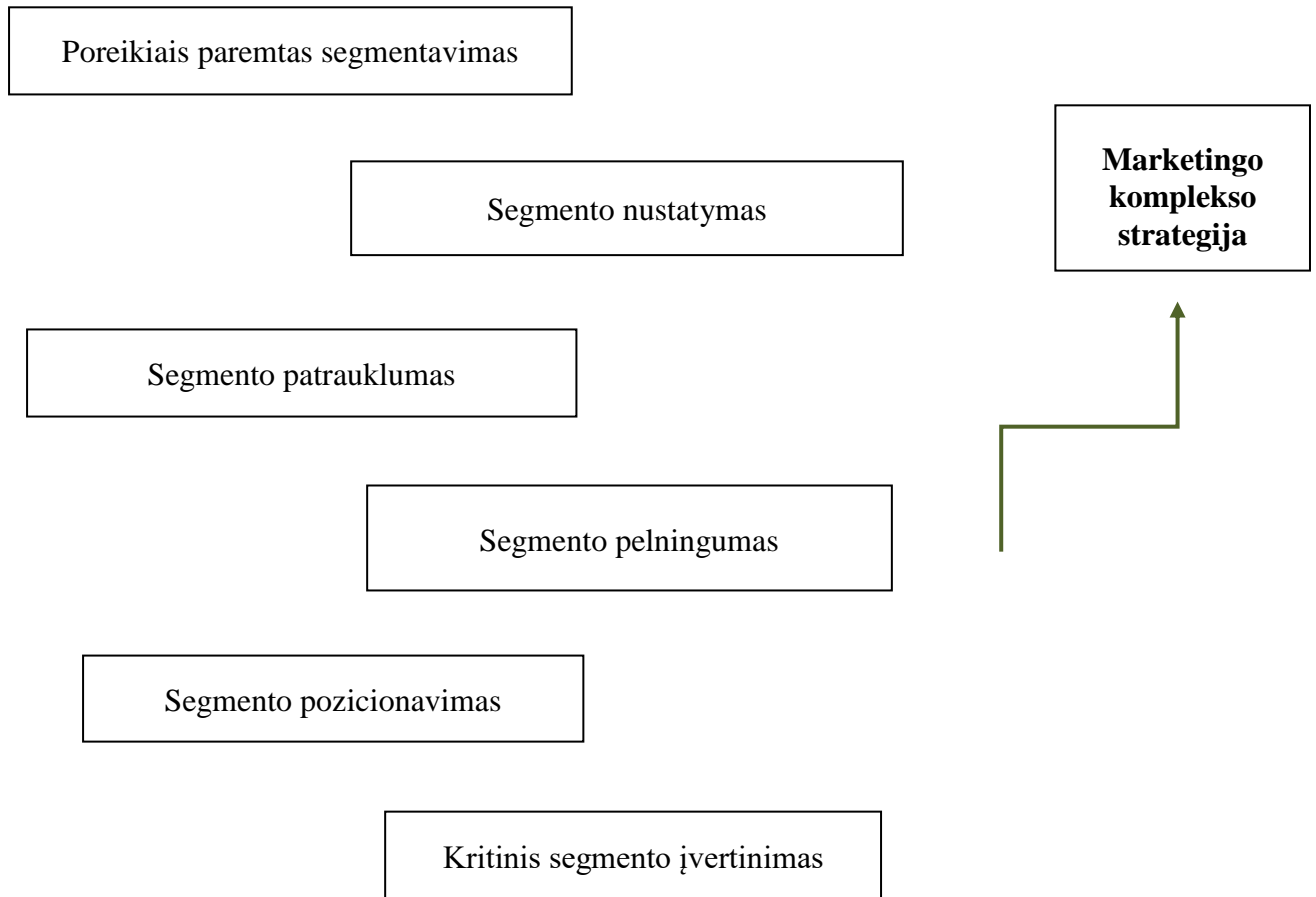 Poreikiais paremtas segmentavimas
Segmento nustatymas
Marketingo
komplekso
strategija
Segmento patrauklumas
Segmento pelningumas
Segmento pozicionavimas
Kritinis segmento įvertinimas